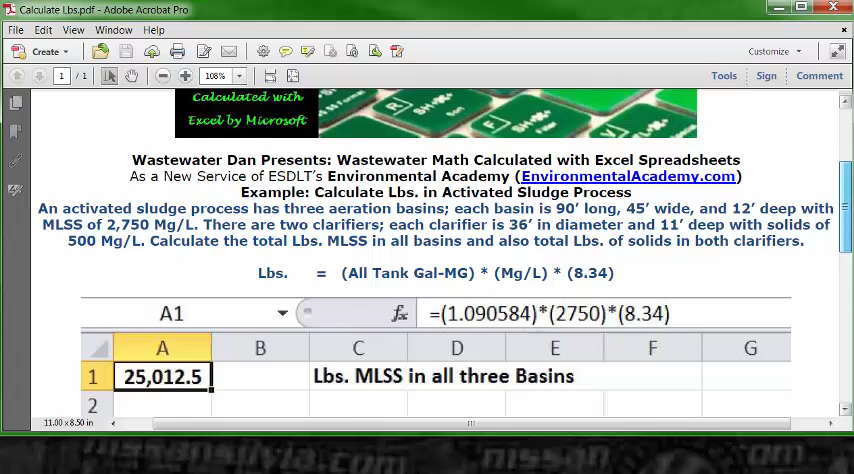 Calculate Lbs.pdf - Adobe Acrobat Pro
File Edit View Window Help
Create Customize
1 / 1 108% Tools Sign Comment
Calculated with
Excel by Microsoft
Wastewater Dan Presents: Wastewater Math Calculated with Excel Spreadsheets
As a New Service of ESDLT's Environmental Academy (EnvironmentalAcademy.com)
Example: Calculate Lbs. in Activated Sludge Process
An activated sludge process has three aeration basins; each basin is 90' long, 45' wide, and 12' deep with
MLSS of 2,750 Mg/L. There are two clarifiers; each clarifier is 36' in diameter and 11' deep with solids of
500 Mg/L. Calculate the total Lbs. MLSS in all basins and also total Lbs. of solids in both clarifiers.
Lbs. = (All Tank Gal-MG) * (Mg/L) * (8.34)
A1 fx =(1.090584)*(2750)*(8.34)
A B C D E F G
1 25,012.5 Lbs. MLSS in all three Basins
2
11.00 x 8.50 in